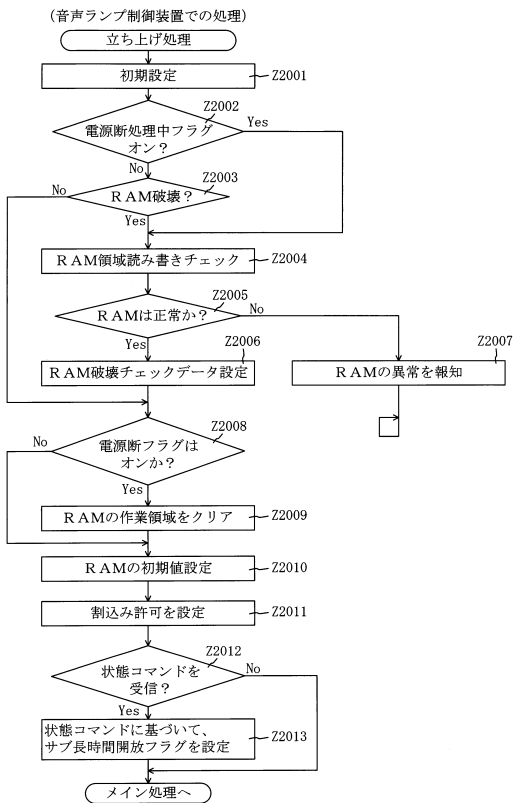 (音声ランプ制御装置での処理)
立ち上げ処理
初期設定
Z2001
Z2002
電源断処理中フラグ
オン?
Yes
No
Z2003
RAM破壊?
No
Yes
RAM領域読み書きチェック
Z2004
Z2005
RAMは正常か?
No
Yes
Z2006
RAM破壊チェックデータ設定
Z2007
RAMの異常を報知
Z2008
電源断フラグは
オンか?
No
Yes
RAMの作業領域をクリア
Z2009
RAMの初期値設定
Z2010
割込み許可を設定
Z2011
Z2012
状態コマンドを
受信?
No
Yes
状態コマンドに基づいて、
サブ長時間開放フラグを設定
Z2013
メイン処理へ